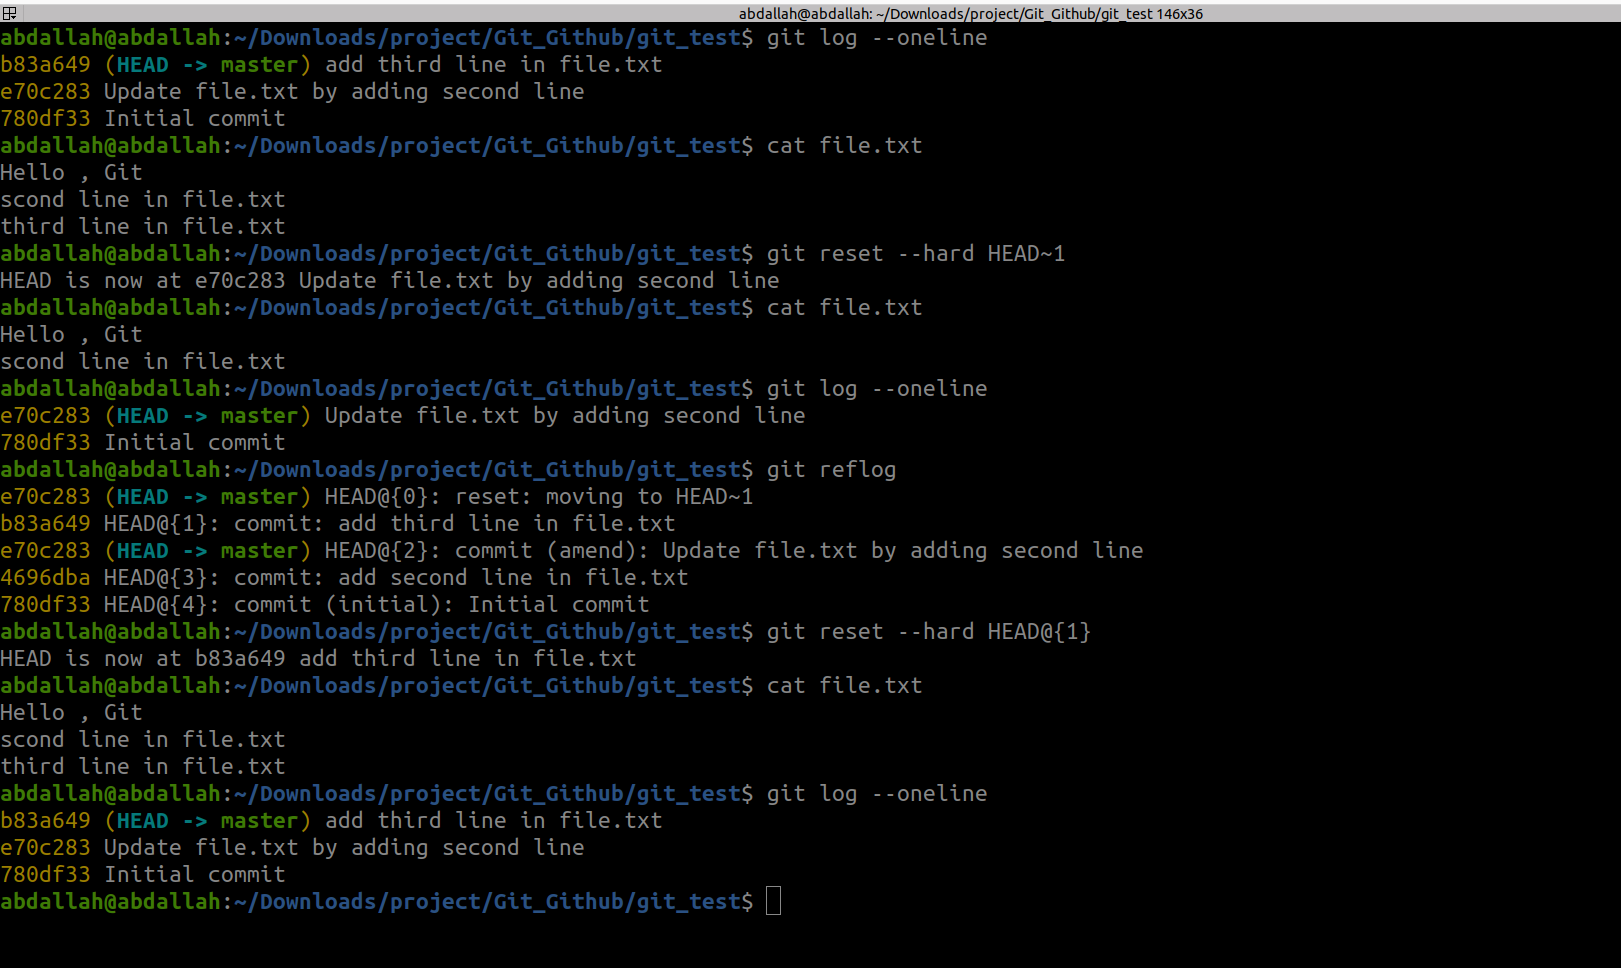 abdallah@abdallah: ~/Downloads/project/Git_Github/git_test 146x36
abdallah@abdallah:~/Downloads/project/Git_Github/git_test$ git log --oneline
b83a649 (HEAD -> master) add third line in file.txt
e70c283 Update file.txt by adding second line
780df33 Initial commit
abdallah@abdallah:~/Downloads/project/Git_Github/git_test$ cat file.txt
Hello , Git
scond line in file.txt
third line in file.txt
abdallah@abdallah:~/Downloads/project/Git_Github/git_test$ git reset --hard HEAD~1
HEAD is now at e70c283 Update file.txt by adding second line
abdallah@abdallah:~/Downloads/project/Git_Github/git_test$ cat file.txt
Hello , Git
scond line in file.txt
abdallah@abdallah:~/Downloads/project/Git_Github/git_test$ git log --oneline
e70c283 (HEAD -> master) Update file.txt by adding second line
780df33 Initial commit
abdallah@abdallah:~/Downloads/project/Git_Github/git_test$ git reflog
e70c283 (HEAD -> master) HEAD@{0}: reset: moving to HEAD~1
b83a649 HEAD@{1}: commit: add third line in file.txt
e70c283 (HEAD -> master) HEAD@{2}: commit (amend): Update file.txt by adding second line
4696dba HEAD@{3}: commit: add second line in file.txt
780df33 HEAD@{4}: commit (initial): Initial commit
abdallah@abdallah:~/Downloads/project/Git_Github/git_test$ git reset --hard HEAD@{1}
HEAD is now at b83a649 add third line in file.txt
abdallah@abdallah:~/Downloads/project/Git_Github/git_test$ cat file.txt
Hello , Git
scond line in file.txt
third line in file.txt
abdallah@abdallah:~/Downloads/project/Git_Github/git_test$ git log --oneline
b83a649 (HEAD -> master) add third line in file.txt
e70c283 Update file.txt by adding second line
780df33 Initial commit
abdallah@abdallah:~/Downloads/project/Git_Github/git_test$